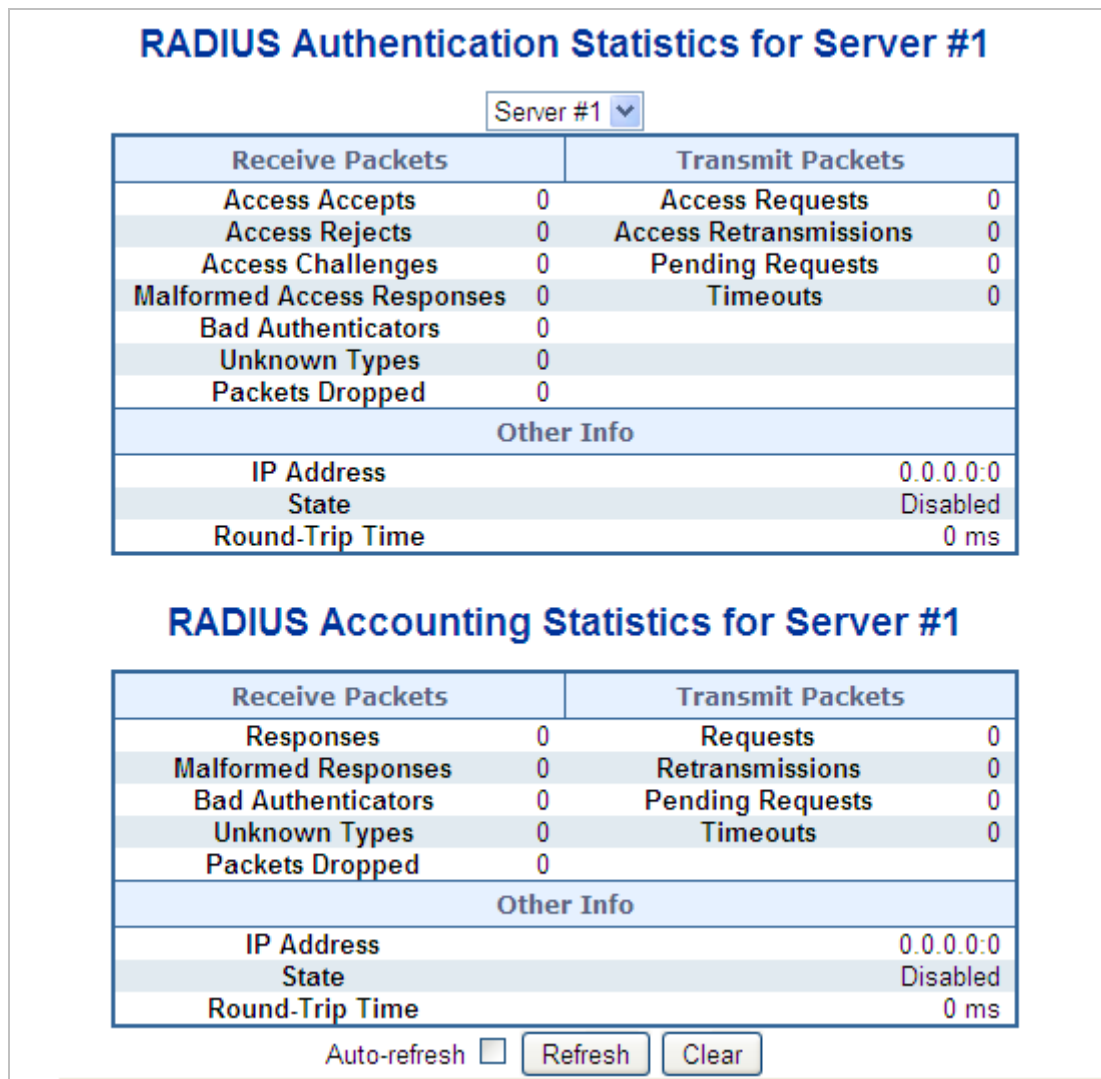 RADIUS Authentication Statistics for Server #1
Server #1
Receive Packets Transmit Packets
Access Accepts 0 Access Requests 0
Access Rejects 0 Access Retransmissions 0
Access Challenges 0 Pending Requests 0
Malformed Access Responses 0 Timeouts 0
Bad Authenticators 0
Unknown Types 0
Packets Dropped 0
Other Info
IP Address 0.0.0.0:0
State Disabled
Round-Trip Time 0 ms
RADIUS Accounting Statistics for Server #1
Receive Packets Transmit Packets
Responses 0 Requests 0
Malformed Responses 0 Retransmissions 0
Bad Authenticators 0 Pending Requests 0
Unknown Types 0 Timeouts 0
Packets Dropped 0
Other Info
IP Address 0.0.0.0:0
State Disabled
Round-Trip Time 0 ms
Auto-refresh Refresh Clear